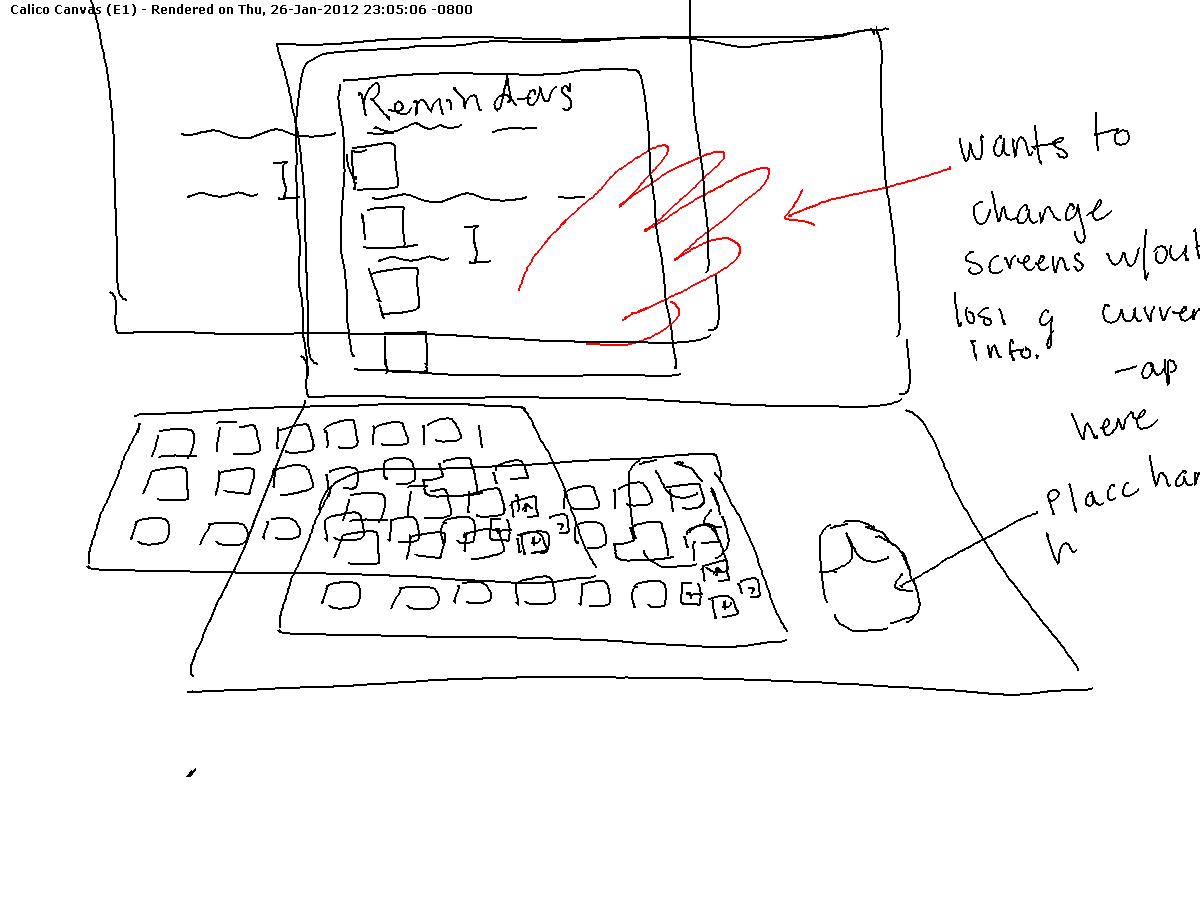 Calico Canvas (E1) - Rendered on Thu, 26-Jan-2012 23:05:06 -0800
Reminders
wants to
change
screens w/out
losi g curren
info.
-ap
here
Place han
h